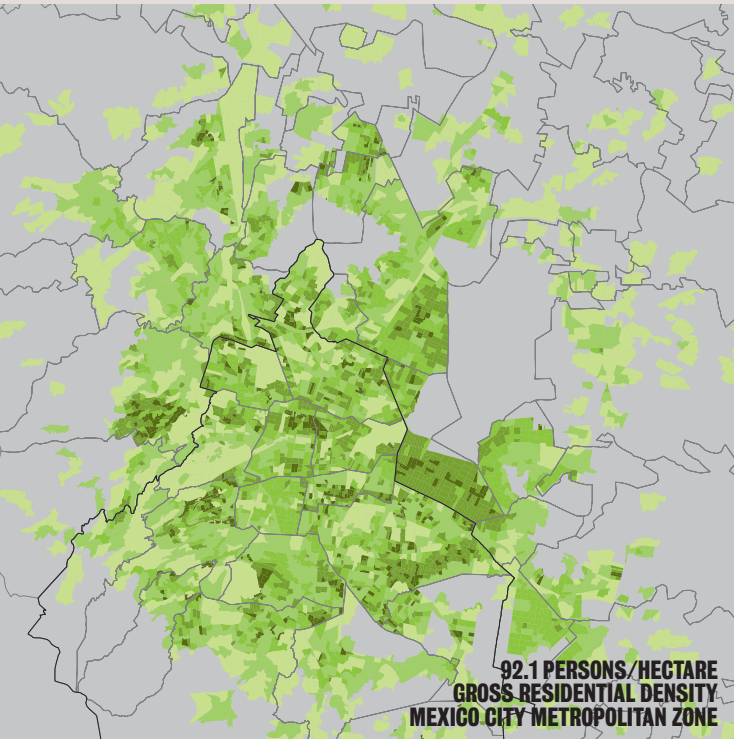 92.1 PERSONS/HECTARE
GROSS RESIDENTIAL DENSITY
MEXICO CITY METROPOLITAN ZONE